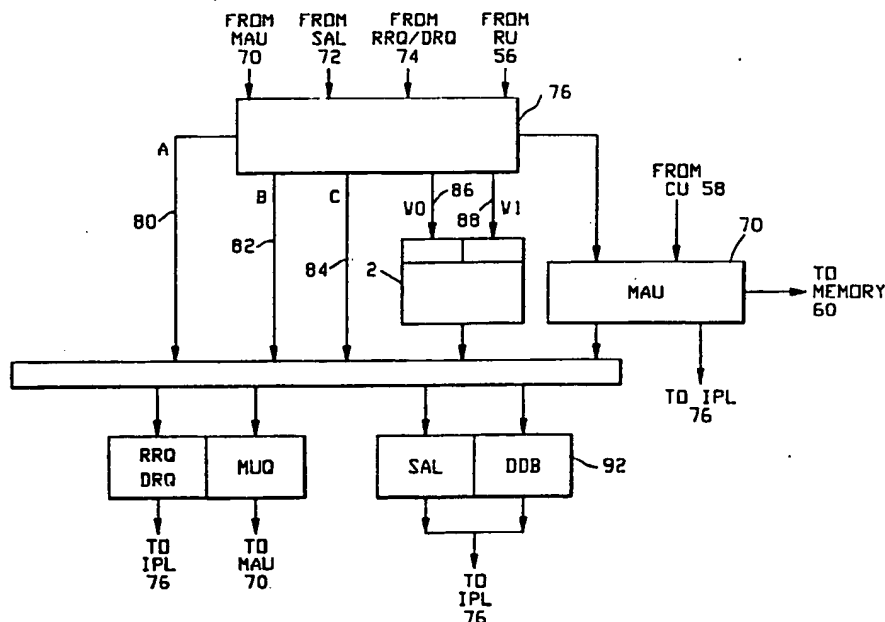 FROM
MAU
70
FROM
SAL
72
FROM
RRQ/DRQ
74
FROM
RU
56
76
A
B
C
V0
86
88
V1
80
82
84
2
FROM
CU 58
70
MAU
TO
MEMORY
60
TO IPL
76
RRQ
DRQ
MUQ
SAL
DDB
92
TO
IPL
76
TO
MAU
70
TO
IPL
76